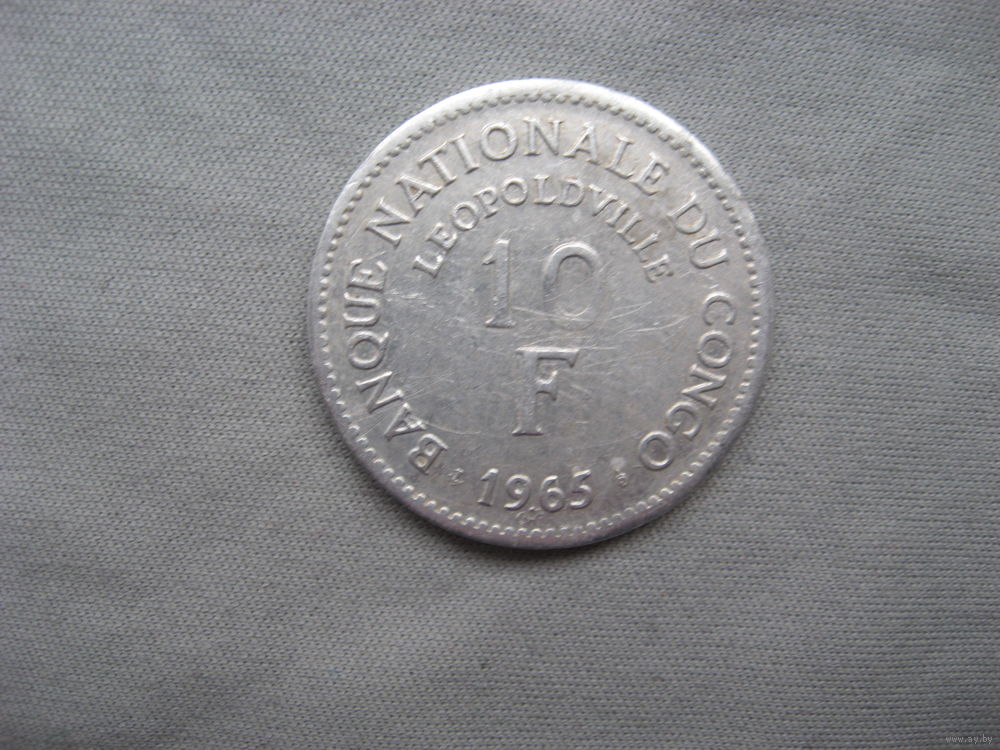 BANQUE NATIONALE DU CONGO
LEOPOLDVILLE
10
F
1965
www.ay.by